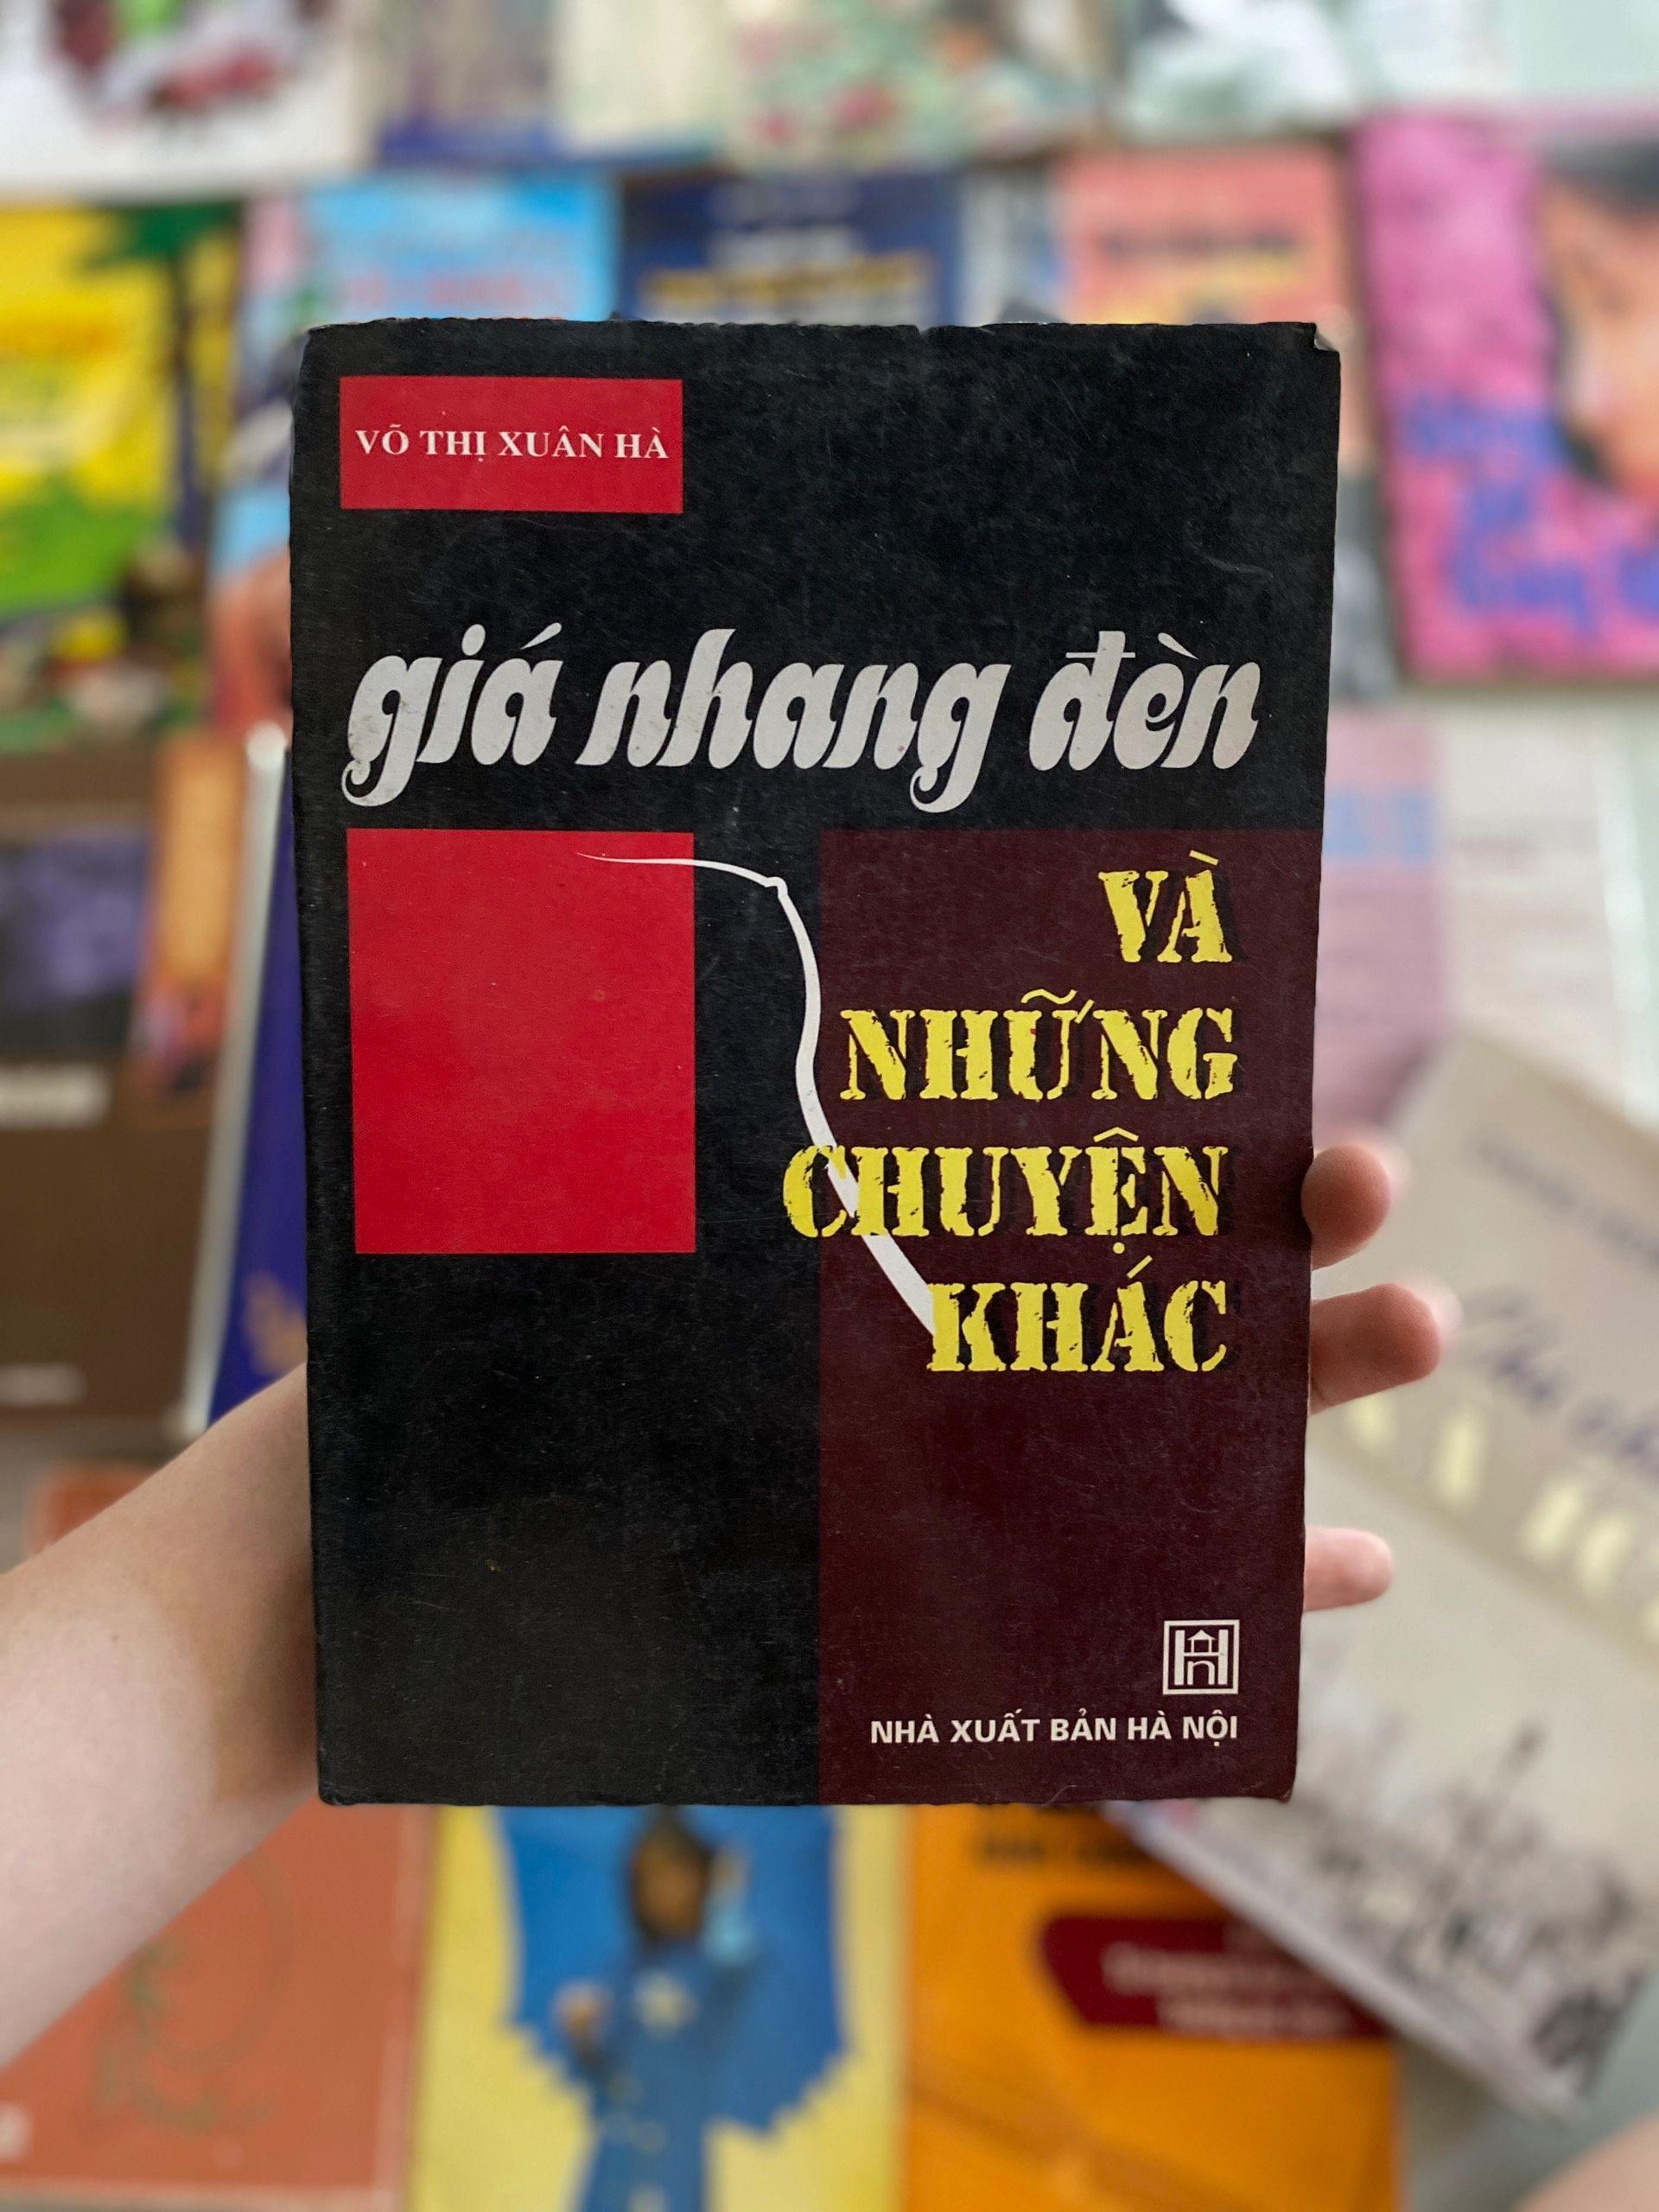 VÕ THỊ XUÂN HÀ
giá nhang đèn
VÀ
NHỮNG
CHUYỆN
KHÁC
NHÀ XUẤT BẢN HÀ NỘI